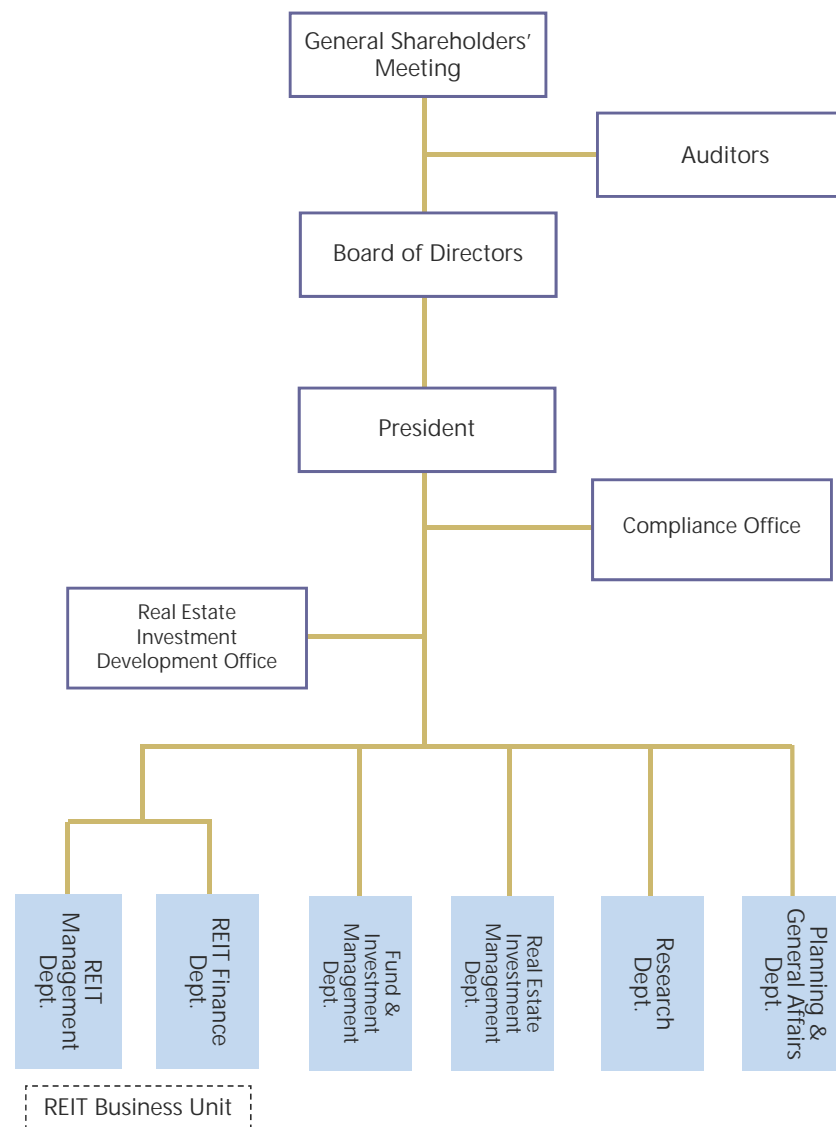 General Shareholders'
Meeting
Auditors
Board of Directors
President
Compliance Office
Real Estate
Investment
Development Office
REIT
Management
Dept.
REIT Finance
Dept.
Fund &
Investment
Management
Dept.
Real Estate
Investment
Management
Dept.
Research
Dept.
Planning &
General Affairs
Dept.
REIT Business Unit